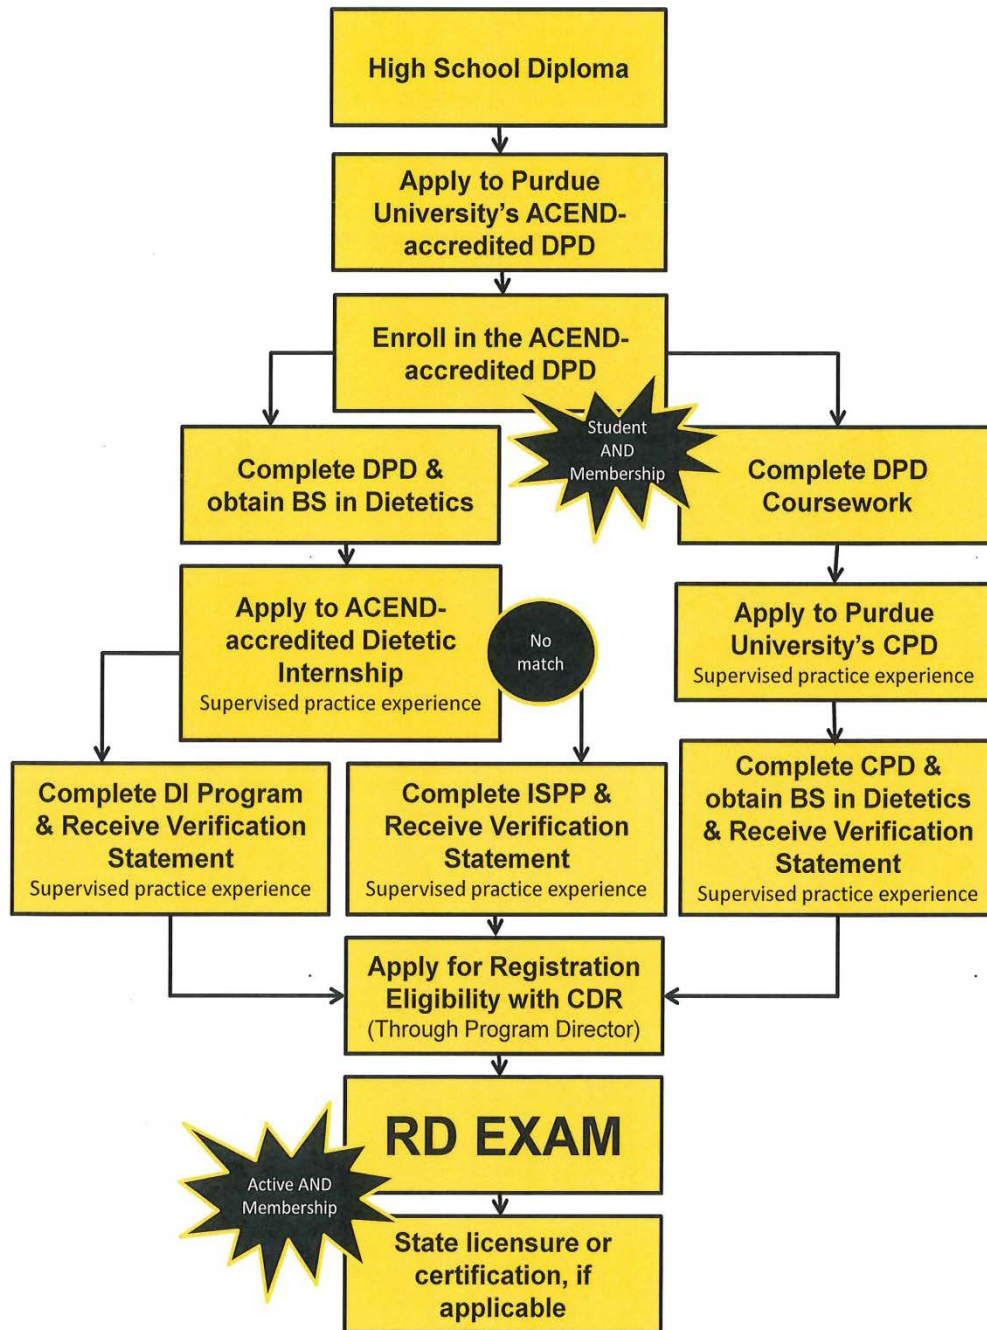 High School Diploma
Apply to Purdue
University’s ACEND-
accredited DPD
Enroll in the ACEND-
accredited DPD
Student
AND
Membership
Complete DPD &
obtain BS in Dietetics
Complete DPD
Coursework
Apply to ACEND-
accredited Dietetic
Internship
Supervised practice experience
No
match
Apply to Purdue
University’s CPD
Supervised practice experience
Complete DI Program
& Receive Verification
Statement
Supervised practice experience
Complete ISPP &
Receive Verification
Statement
Supervised practice experience
Complete CPD &
obtain BS in Dietetics
& Receive Verification
Statement
Supervised practice experience
Apply for Registration
Eligibility with CDR
(Through Program Director)
RD EXAM
Active AND
Membership
State licensure or
certification, if
applicable